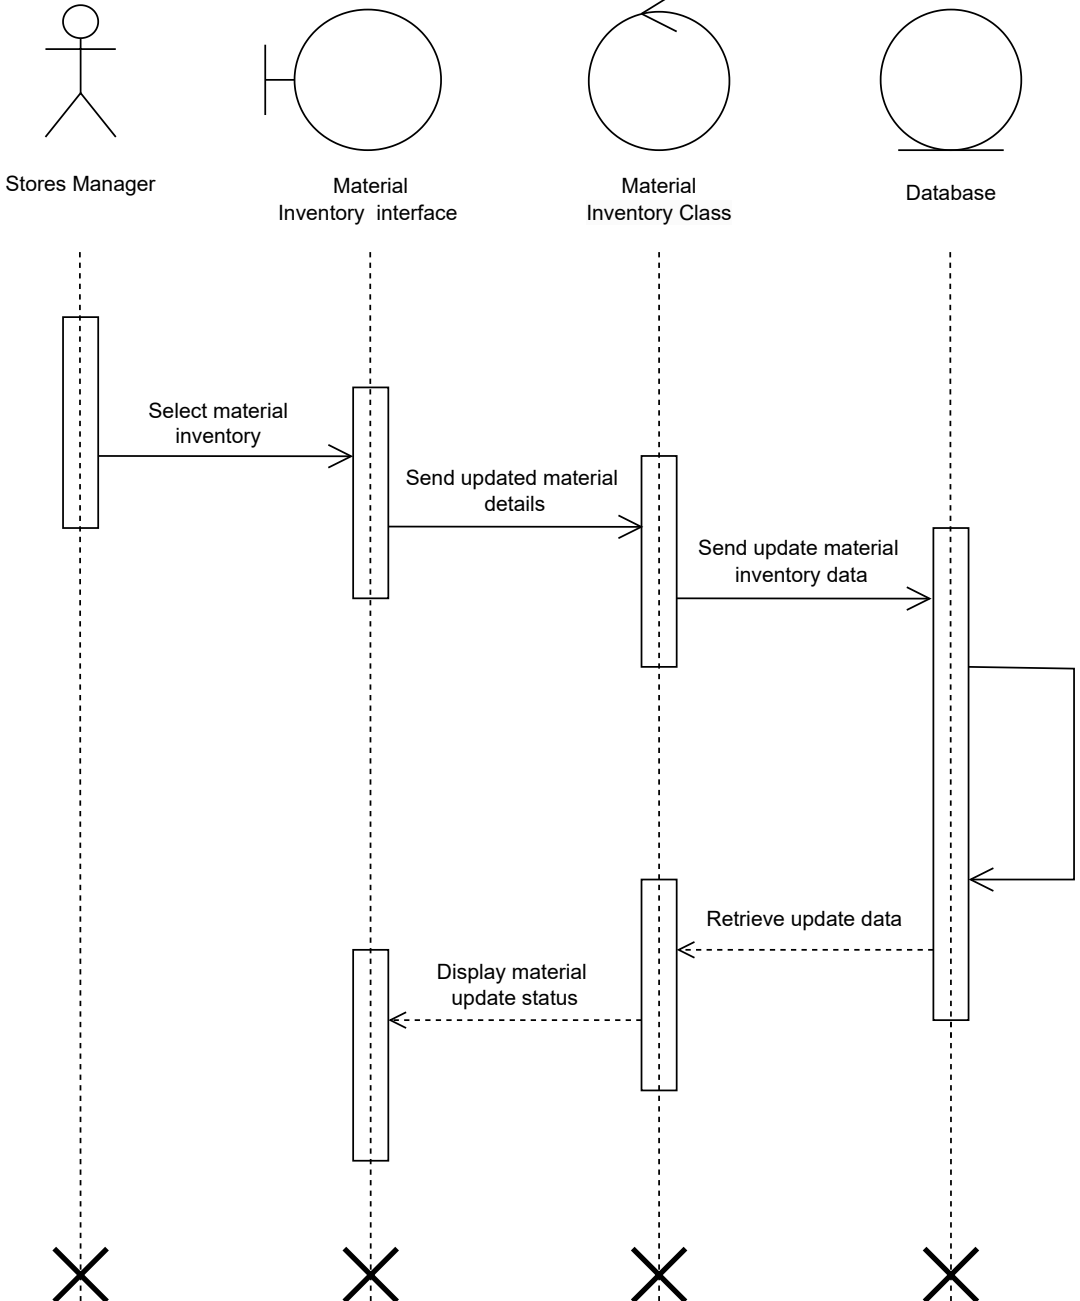 Stores Manager
Material
Inventory  interface
Material
Inventory Class
Database
Select material
inventory
Send updated material
details
Send update material
inventory data
Retrieve update data
Display material
update status